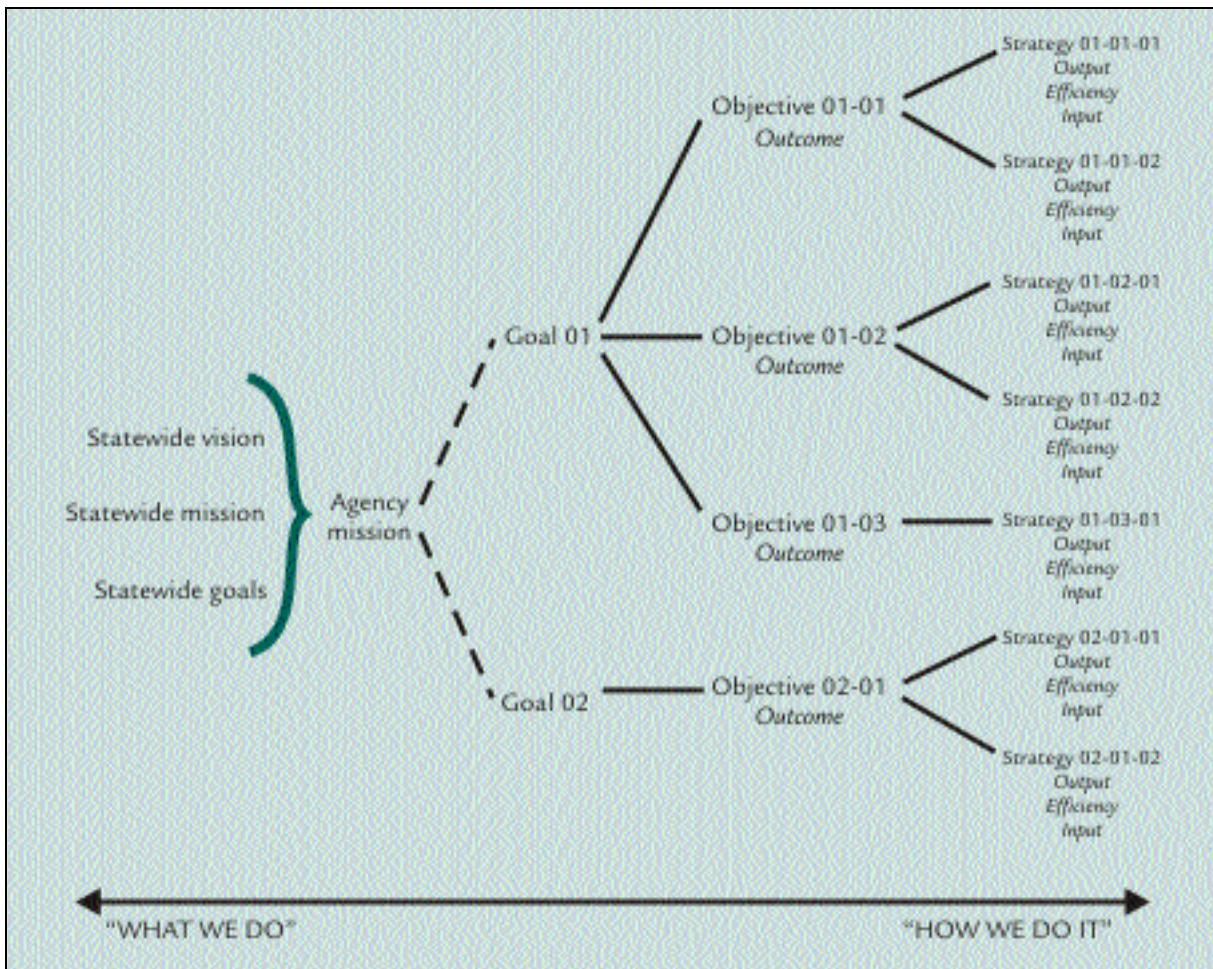 Statewide vision
Statewide mission
Statewide goals
Agency
mission
Goal 01
Objective 01-01
Outcome
Strategy 01-01-01
Output
Efficiency
Input
Strategy 01-01-02
Output
Efficiency
Input
Objective 01-02
Outcome
Strategy 01-02-01
Output
Efficiency
Input
Strategy 01-02-02
Output
Efficiency
Input
Objective 01-03
Outcome
Strategy 01-03-01
Output
Efficiency
Input
Goal 02
Objective 02-01
Outcome
Strategy 02-01-01
Output
Efficiency
Input
Strategy 02-01-02
Output
Efficiency
Input
“WHAT WE DO”
“HOW WE DO IT”